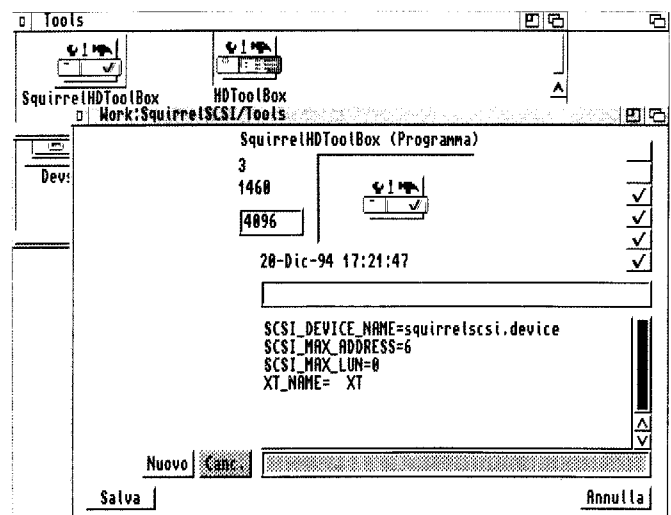 Tools
SquirrelHDToolBox
HDToolBox
Work:SquirrelSCSI/Tools
SquirrelHDToolBox (Programma)
Devs
3
1460
4096
20-Dic-94 17:21:47
SCSI_DEVICE_NAME=squirrelscsi.device
SCSI_MAX_ADDRESS=6
SCSI_MAX_LUN=0
XT_NAME= XT
Nuovo Canc.
Salva Annulla